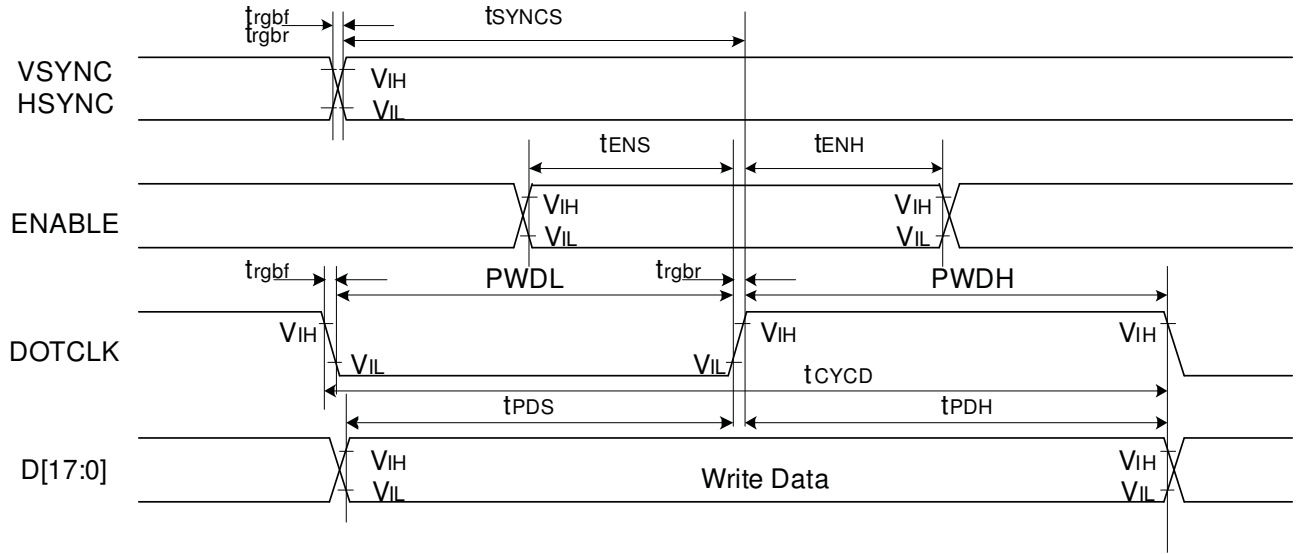 trgbf
trgbr
tSYNCS
VSYNC
HSYNC
VIH
VIL
tENS
tENH
ENABLE
VIH
VIL
VIH
VIL
trgbf
PWDL
trgbr
PWDH
DOTCLK
VIH
VIL
VIL
VIH
VIH
tCYCD
tPDS
tPDH
D[17:0]
VIH
VIL
Write Data
VIH
VIL